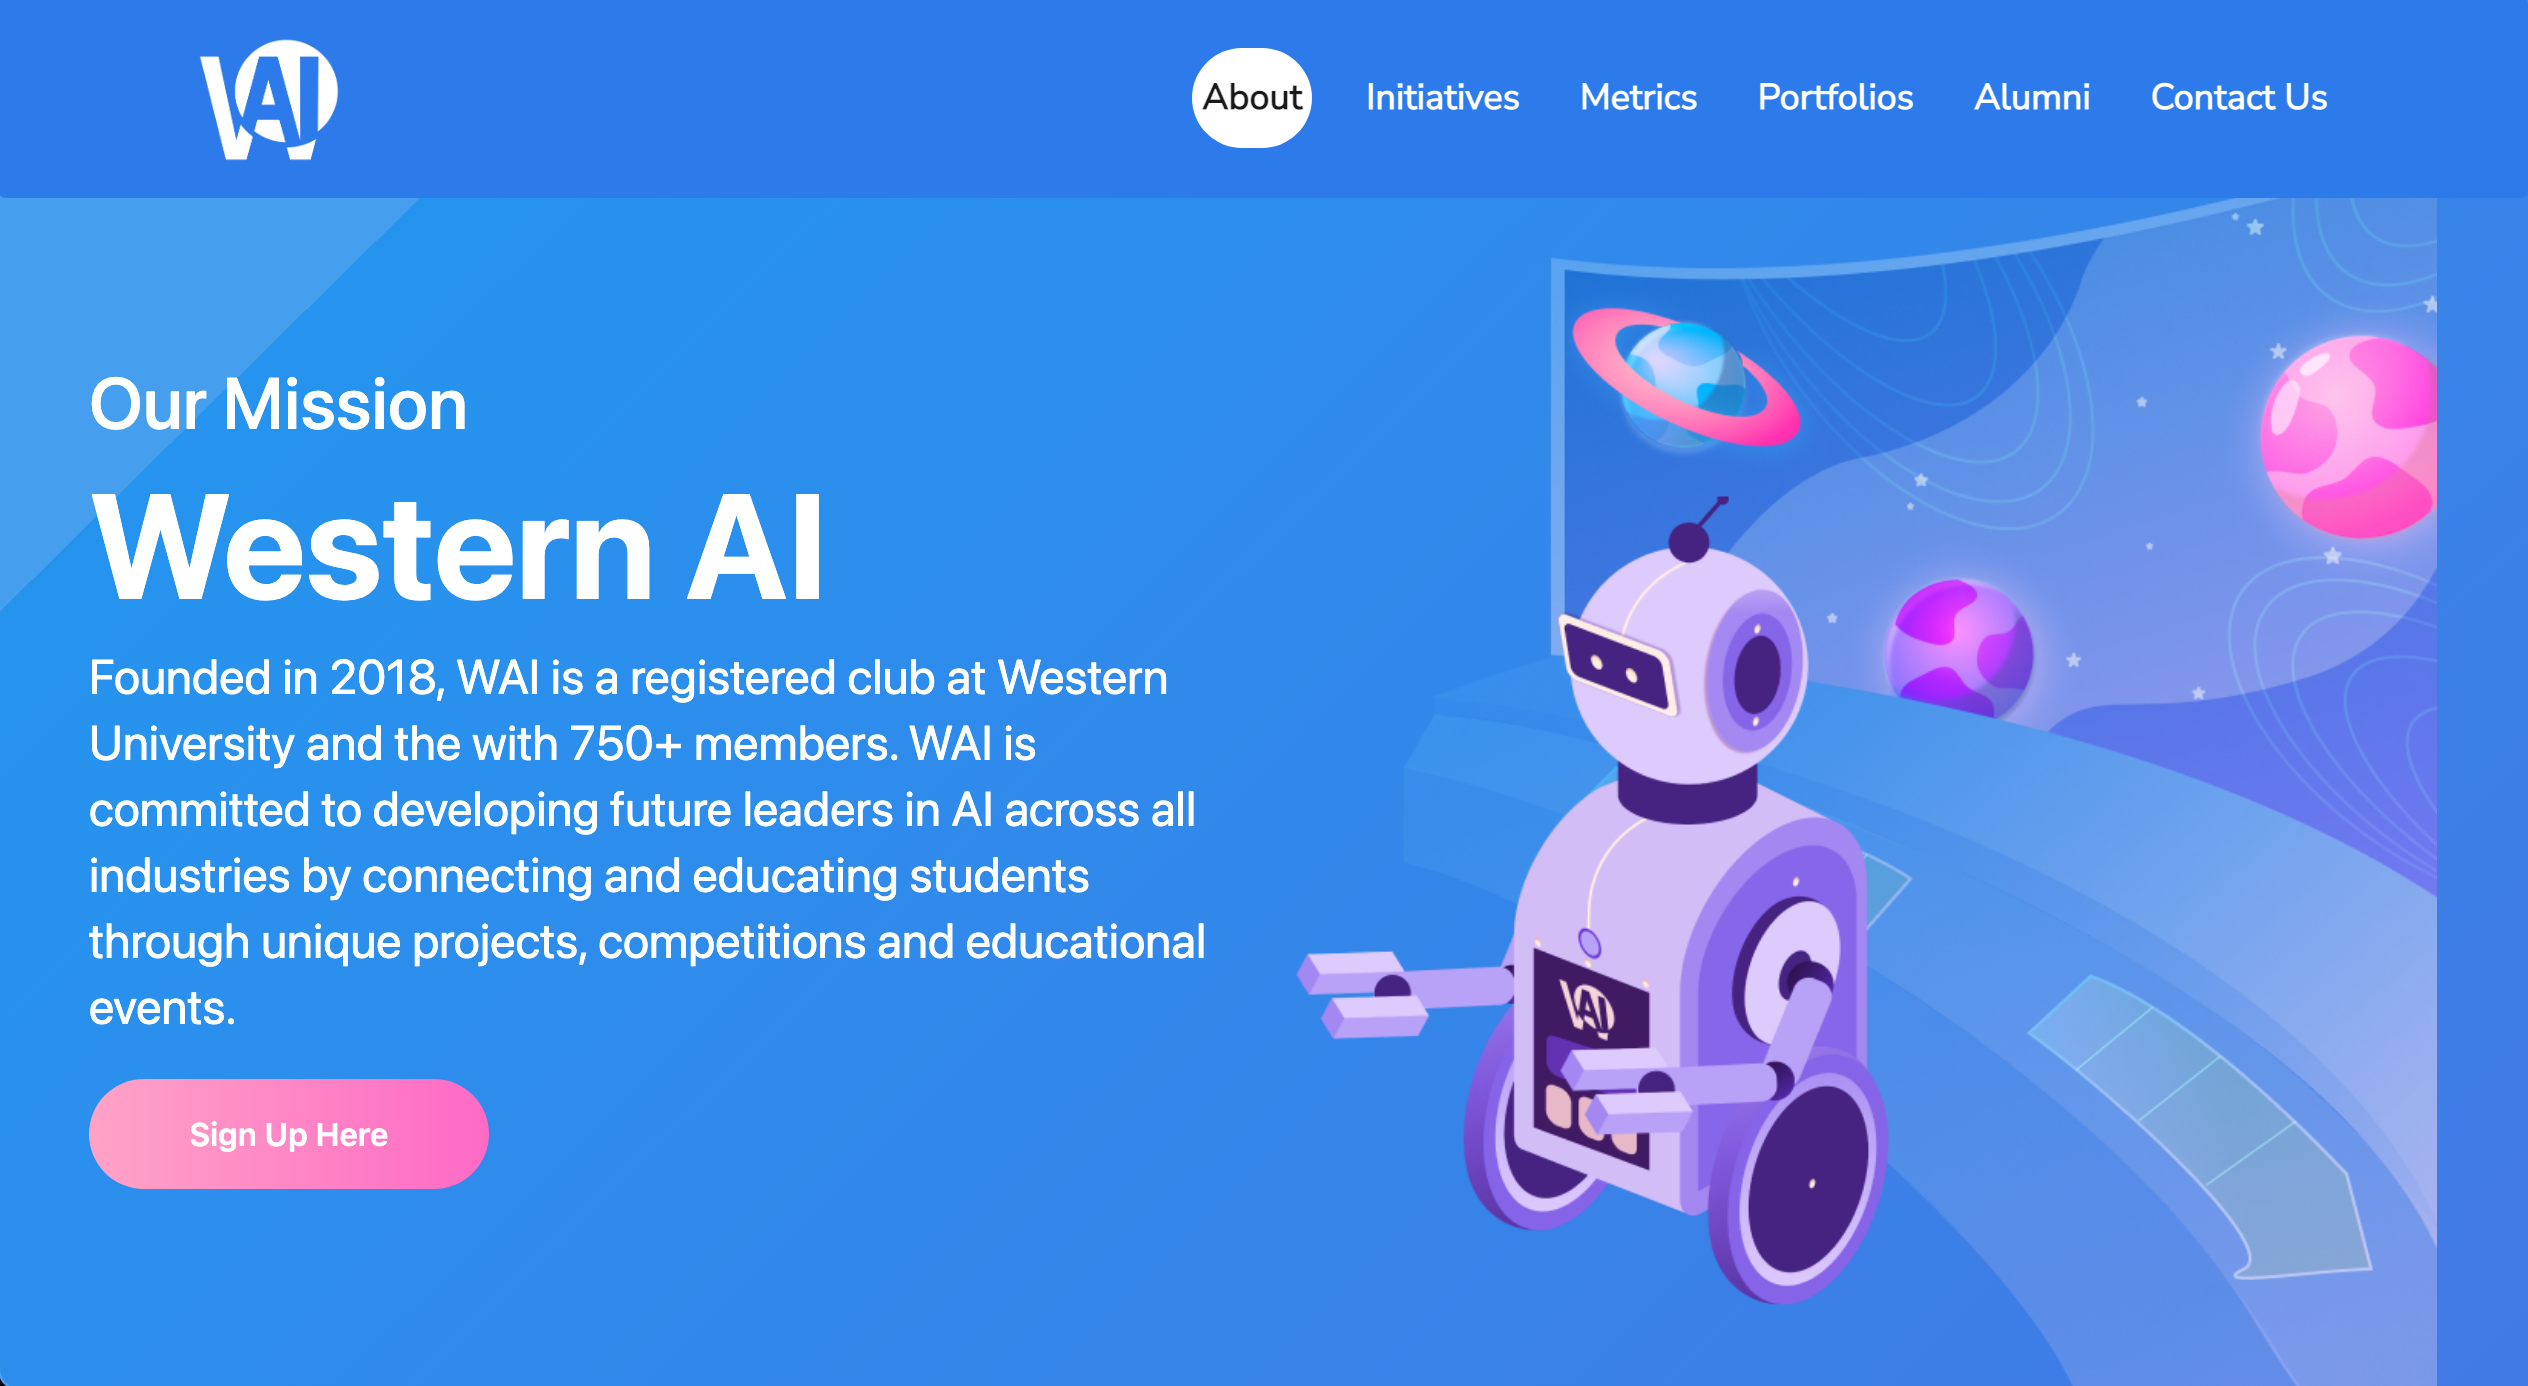 WAI
About Initiatives Metrics Portfolios Alumni Contact Us
Our Mission
Western AI
Founded in 2018, WAI is a registered club at Western
University and the with 750+ members. WAI is
committed to developing future leaders in AI across all
industries by connecting and educating students
through unique projects, competitions and educational
events.
WAI
Sign Up Here